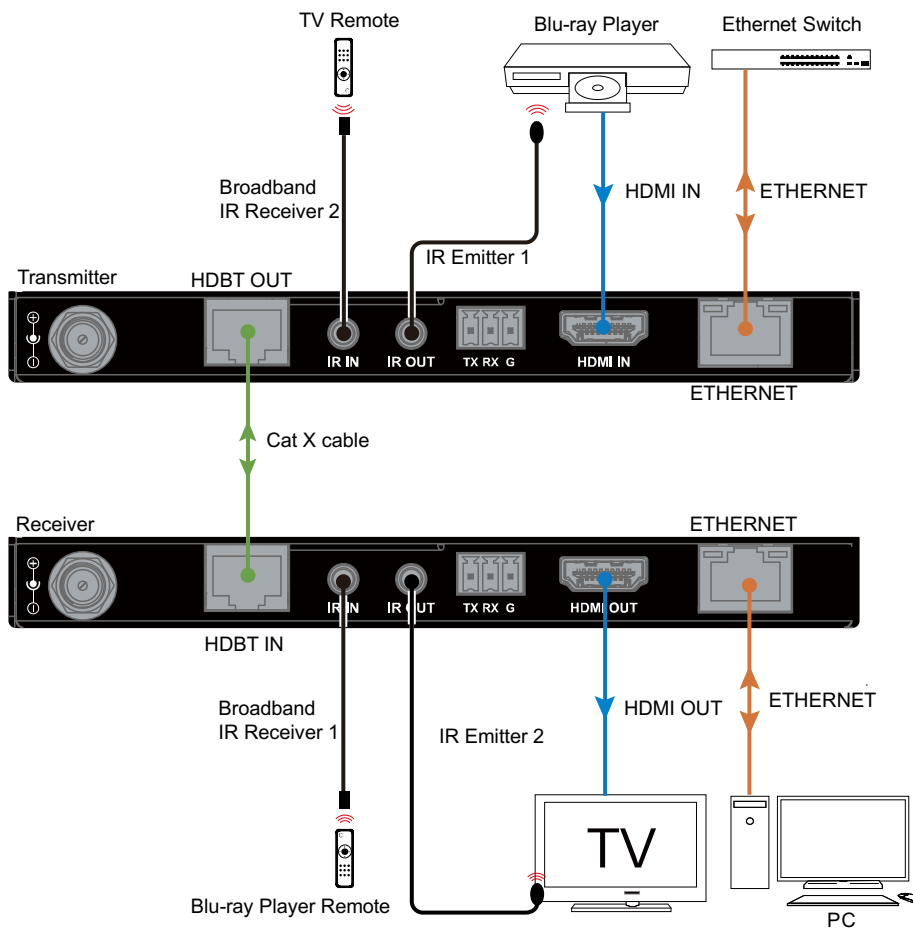 TV Remote
Blu-ray Player
Ethernet Switch
Broadband
IR Receiver 2
HDMI IN
ETHERNET
IR Emitter 1
Transmitter
HDBT OUT
IR IN
IR OUT
TX RX G
HDMI IN
ETHERNET
Cat X cable
Receiver
ETHERNET
IR IN
IR OUT
TX RX G
HDMI OUT
HDBT IN
Broadband
IR Receiver 1
IR Emitter 2
HDMI OUT
ETHERNET
TV
Blu-ray Player Remote
PC